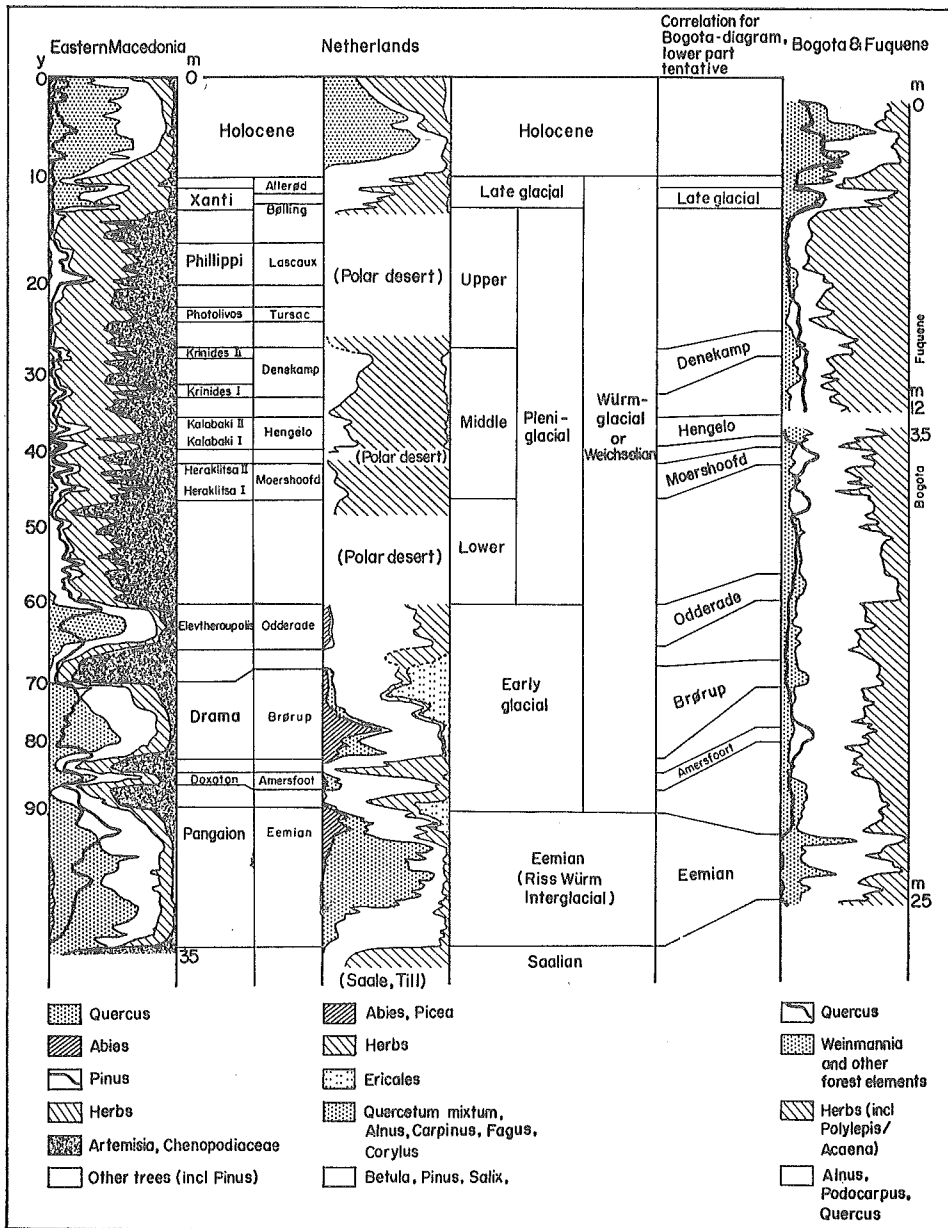 Eastern Macedonia
Netherlands
Correlation for
Bogota-diagram,
lower part
tentative
Bogota & Fuquene
y
m
m
0
0
0
Holocene
Holocene
10
Xanti
Allerød
Bølling
Late glacial
Late glacial
Phillippi
Lascaux
(Polar desert)
Upper
20
Photolivos
Tursac
Krinides II
Denekamp
Denekamp
Fuquene
30
Krinides I
Middle
Pleni-
glacial
Würm-
glacial
or
Weichselian
m
12
Kalabaki II
Kalabaki I
Hengelo
Hengelo
35
40
(Polar desert)
Heraklitsa II
Heraklitsa I
Moershoofd
Moershoofd
Bogota
50
(Polar desert)
Lower
60
Elevtheroupolis
Odderade
Odderade
70
Drama
Brørup
Early
glacial
Brørup
80
Doxoton
Amersfoot
Amersfoort
90
Pangaion
Eemian
Eemian
(Riss Würm
Interglacial)
Eemian
m
25
35
(Saale, Till)
Saalian
Quercus
Abies
Pinus
Herbs
Artemisia, Chenopodiaceae
Other trees (incl Pinus)
Abies, Picea
Herbs
Ericales
Quercetum mixtum,
Alnus, Carpinus, Fagus,
Corylus
Betula, Pinus, Salix,
Quercus
Weinmannia
and other
forest elements
Herbs (incl
Polylepis/
Acaena)
Alnus,
Podocarpus,
Quercus